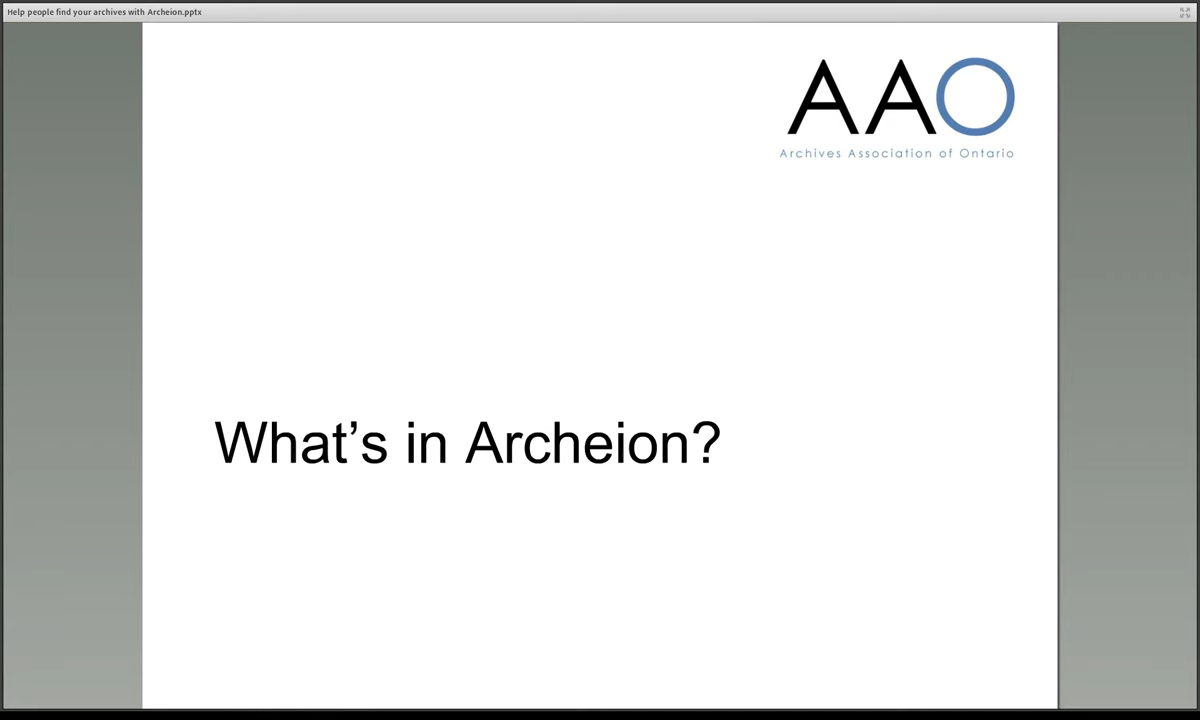 Help people find your archives with Archeion.pptx
AAO
Archives Association of Ontario
What’s in Archeion?